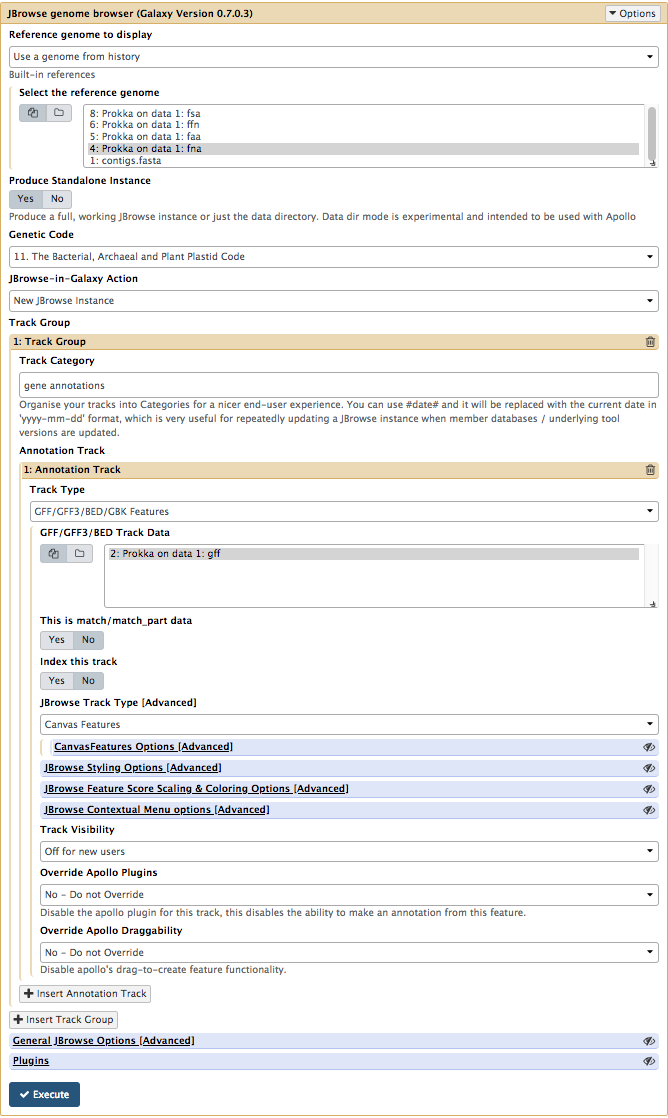 JBrowse genome browser (Galaxy Version 0.7.0.3)
Options
Reference genome to display
Use a genome from history
Built-in references
Select the reference genome
8: Prokka on data 1: fsa
6: Prokka on data 1: ffn
5: Prokka on data 1: faa
4: Prokka on data 1: fna
1: contigs.fasta
Produce Standalone Instance
Yes No
Produce a full, working JBrowse instance or just the data directory. Data dir mode is experimental and intended to be used with Apollo
Genetic Code
11. The Bacterial, Archaeal and Plant Plastid Code
JBrowse-in-Galaxy Action
New JBrowse Instance
Track Group
1: Track Group
Track Category
gene annotations
Organise your tracks into Categories for a nicer end-user experience. You can use #date# and it will be replaced with the current date in
'yyyy-mm-dd' format, which is very useful for repeatedly updating a JBrowse instance when member databases / underlying tool
versions are updated.
Annotation Track
1: Annotation Track
Track Type
GFF/GFF3/BED/GBK Features
GFF/GFF3/BED Track Data
2: Prokka on data 1: gff
This is match/match_part data
Yes No
Index this track
Yes No
JBrowse Track Type [Advanced]
Canvas Features
CanvasFeatures Options [Advanced]
JBrowse Styling Options [Advanced]
JBrowse Feature Score Scaling & Coloring Options [Advanced]
JBrowse Contextual Menu options [Advanced]
Track Visibility
Off for new users
Override Apollo Plugins
No - Do not Override
Disable the apollo plugin for this track, this disables the ability to make an annotation from this feature.
Override Apollo Draggability
No - Do not Override
Disable apollo's drag-to-create feature functionality.
Insert Annotation Track
Insert Track Group
General JBrowse Options [Advanced]
Plugins
Execute